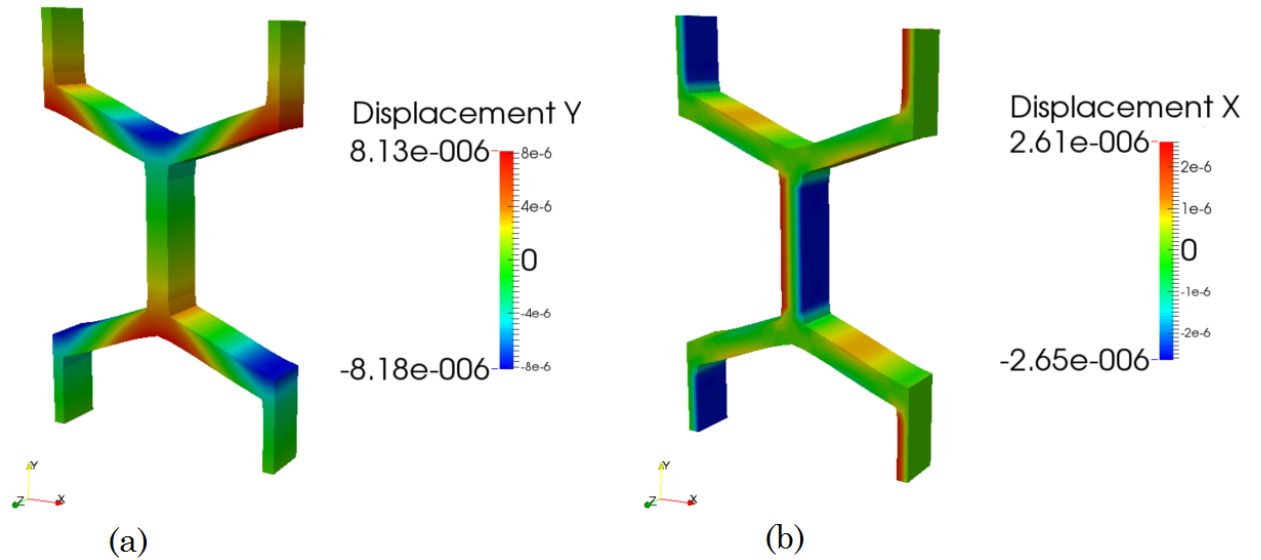 Displacement Y
8.13e-006
8e-6
4e-6
0
-4e-6
-8.18e-006
-8e-6
Y
Z
X
(a)
Displacement X
2.61e-006
2e-6
1e-6
0
-1e-6
-2e-6
-2.65e-006
Y
Z
X
(b)